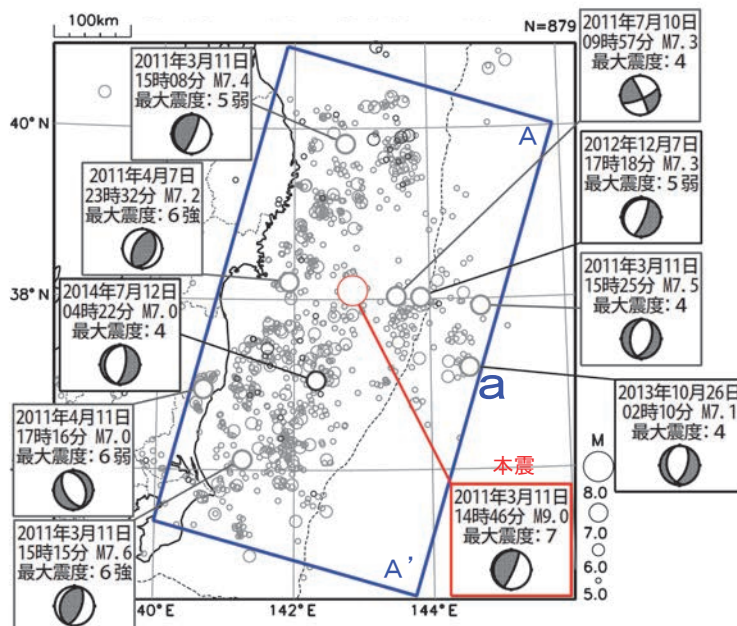 100km
N=879
2011年3月11日
15時08分 M7.4
最大震度：5弱
2011年4月7日
23時32分 M7.2
最大震度：6強
2014年7月12日
04時22分 M7.0
最大震度：4
2011年4月11日
17時16分 M7.0
最大震度：6弱
2011年3月11日
15時15分 M7.6
最大震度：6強
2011年7月10日
09時57分 M7.3
最大震度：4
2012年12月7日
17時18分 M7.3
最大震度：5弱
2011年3月11日
15時25分 M7.5
最大震度：4
2013年10月26日
02時10分 M7.1
最大震度：4
本震
2011年3月11日
14時46分 M9.0
最大震度：7
A
a
A'
40°N
38°N
140°E
142°E
144°E
M
8.0
7.0
6.0
5.0